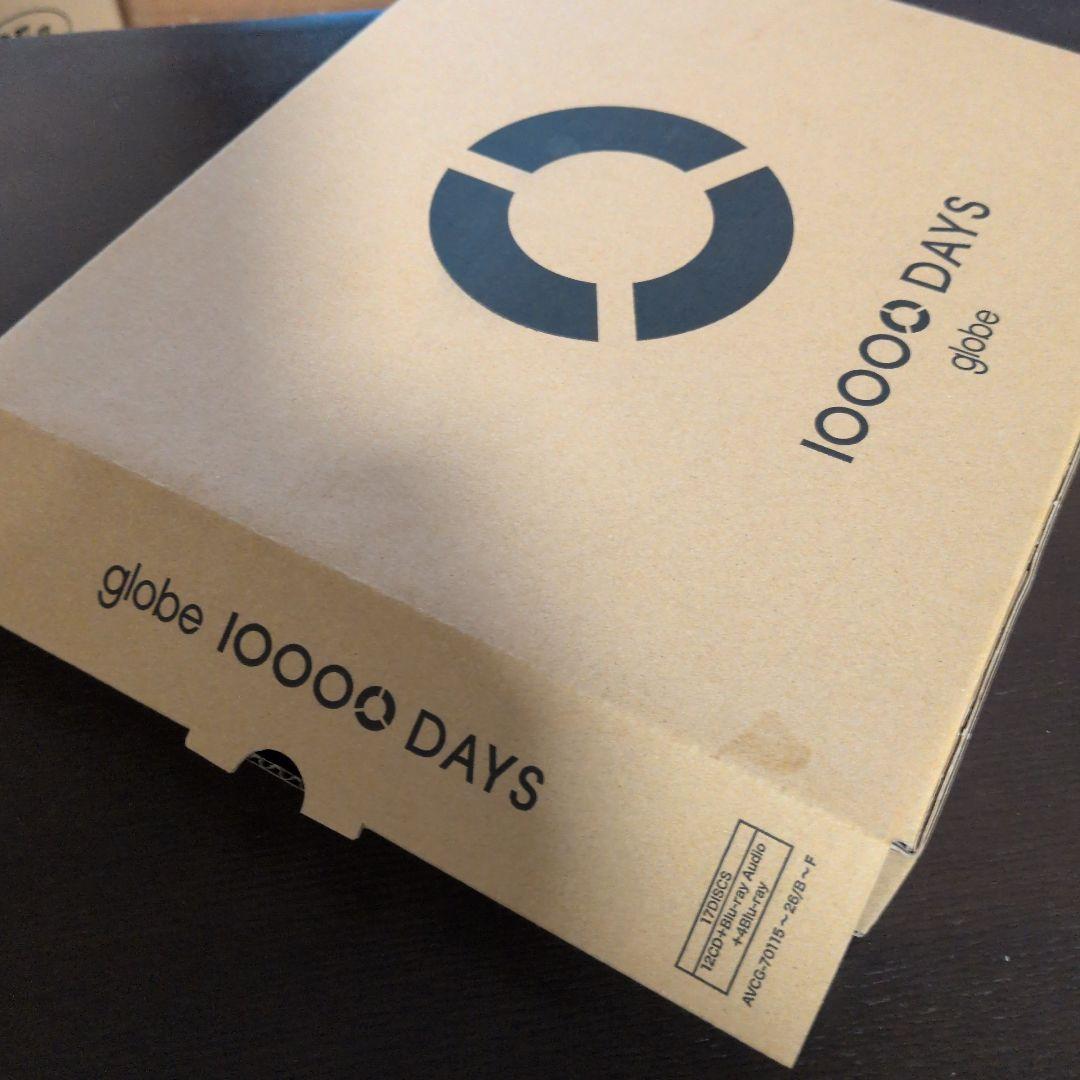 10000 DAYS
globe
globe 10000 DAYS
17DISCS
12CD+Blu-ray Audio
+4Blu-ray
AVCG-70115~26/B~F